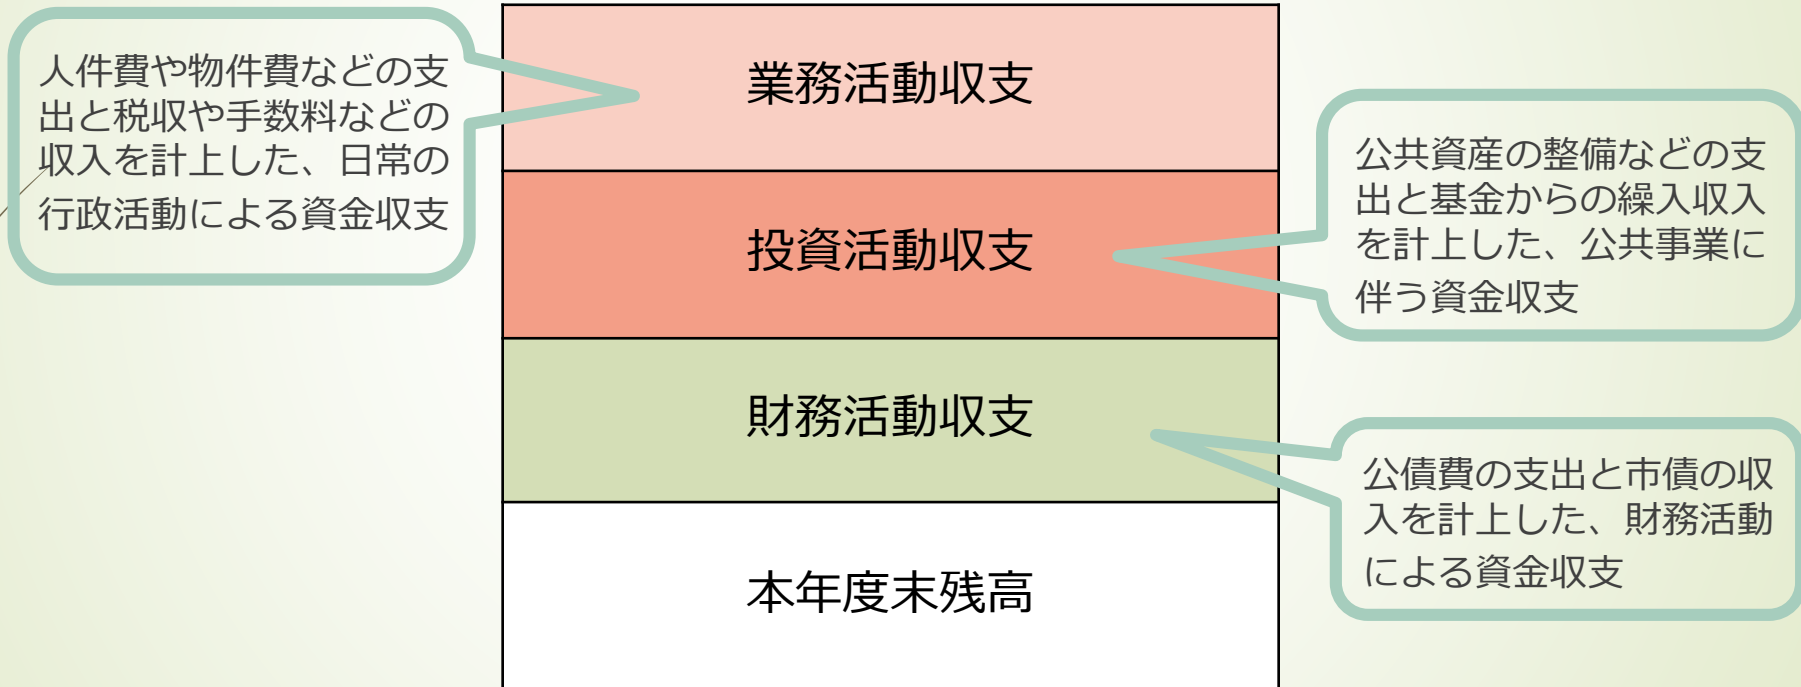 人件費や物件費などの支
出と税収や手数料などの
収入を計上した、日常の
行政活動による資金収支
業務活動収支
投資活動収支
公共資産の整備などの支
出と基金からの繰入収入
を計上した、公共事業に
伴う資金収支
財務活動収支
公債費の支出と市債の収
入を計上した、財務活動
による資金収支
本年度末残高